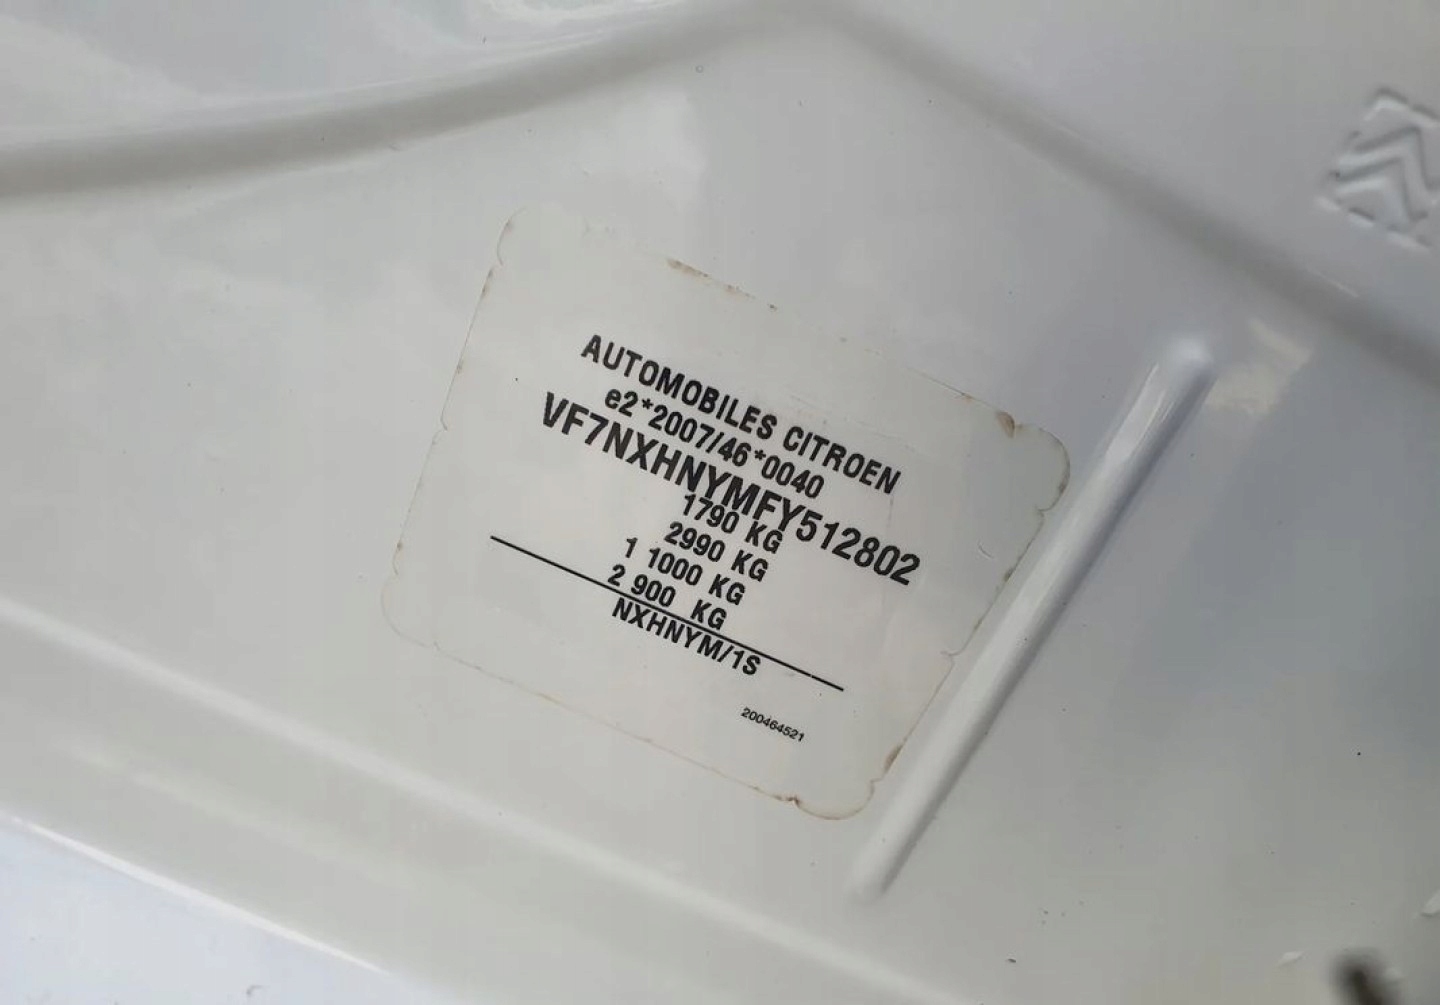 AUTOMOBILES CITROEN
e2*2007/46*0040
VF7NXHNYMFY512802
1790 KG
2990 KG
1 1000 KG
2 900 KG
NXHNYM/1S
200464521